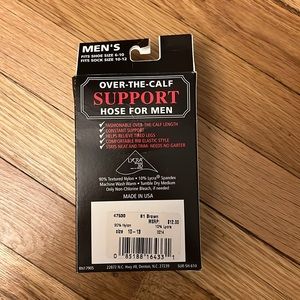 MEN'S
FITS SHOE SIZE 6-10
FITS SOCK SIZE 10-12
OVER-THE-CALF
SUPPORT
HOSE FOR MEN
✓ FASHIONABLE OVER-THE-CALF LENGTH
✓ CONSTANT SUPPORT
✓ HELPS RELIEVE TIRED LEGS
✓ COMFORTABLE RIB ELASTIC STYLE
✓ STAYS NEAT AND TRIM- NEEDS NO GARTER
LYCRA
90% Textured Nylon • 10% Lycra Spandex
Machine Wash Warm • Tumble Dry Medium
Only Non-Chlorine Bleach, if needed
MADE IN USA
47500 61 Brown
MSRP $12.00
90% Nylon 10% Lycra
size 10-13
0 85188 16433 1